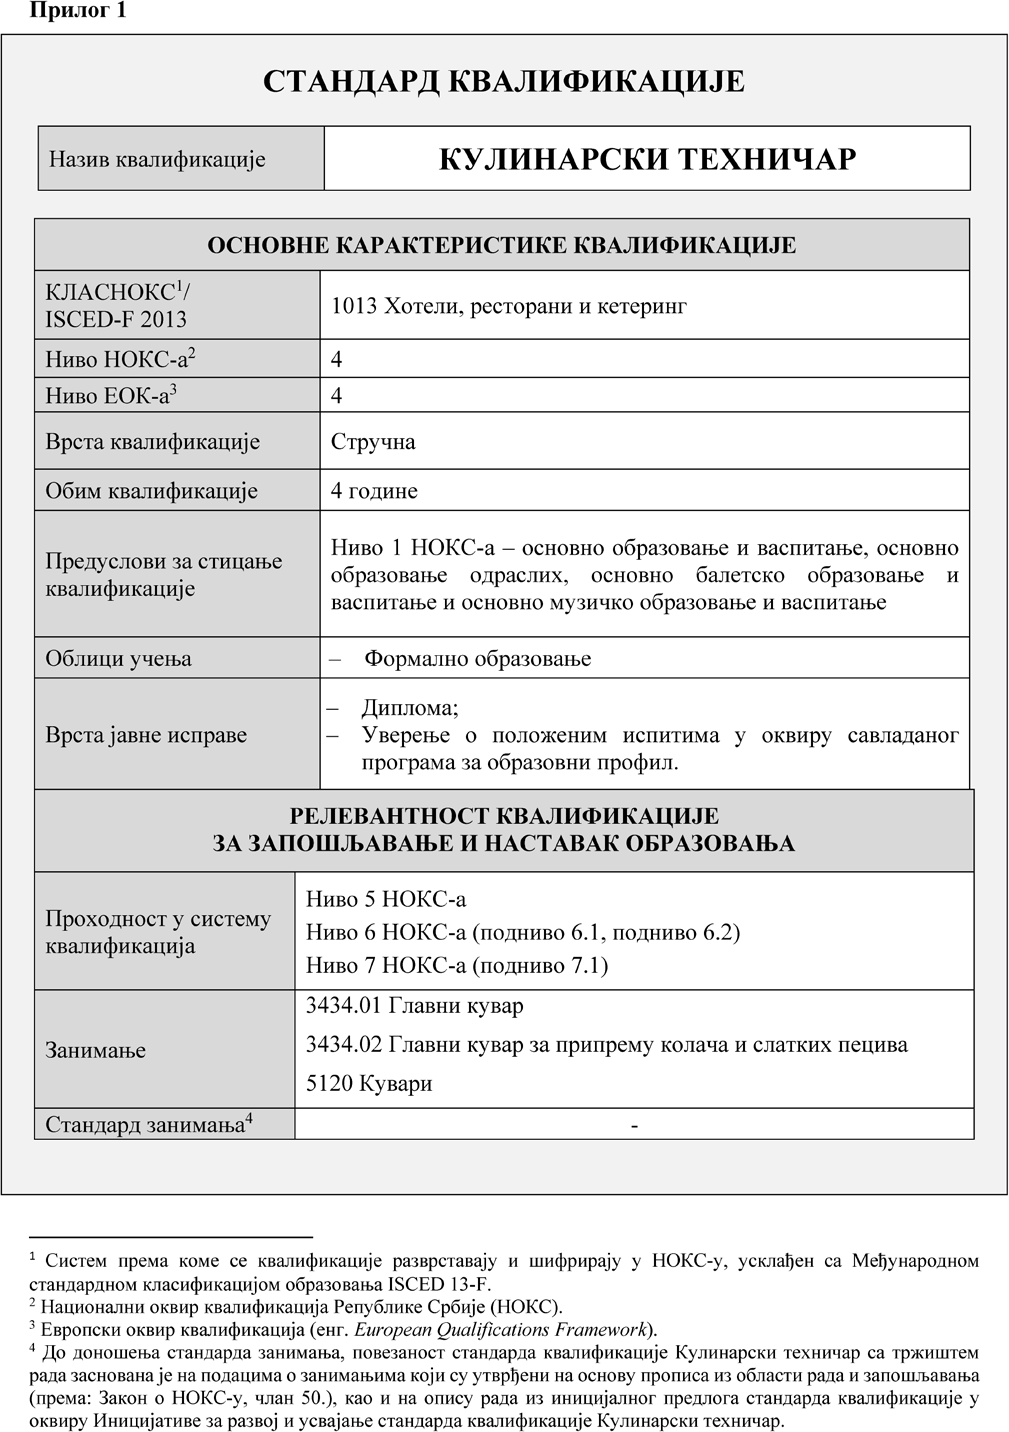 Прилог 1
СТАНДАРД КВАЛИФИКАЦИЈЕ
Назив квалификације
КУЛИНАРСКИ ТЕХНИЧАР
ОСНОВНЕ КАРАКТЕРИСТИКЕ КВАЛИФИКАЦИЈЕ
КЛАСНОКС¹/
ISCED-F 2013
1013 Хотели, ресторани и кетеринг
Ниво НОКС-а²
4
Ниво ЕОК-а³
4
Врста квалификације
Стручна
Обим квалификације
4 године
Предуслови за стицање
квалификације
Ниво 1 НОКС-а – основно образовање и васпитање, основно
образовање одраслих, основно балетско образовање и
васпитање и основно музичко образовање и васпитање
Облици учења
– Формално образовање
Врста јавне исправе
– Диплома;
– Уверење о положеним испитима у оквиру савладаног
програма за образовни профил.
РЕЛЕВАНТНОСТ КВАЛИФИКАЦИЈЕ
ЗА ЗАПОШЉАВАЊЕ И НАСТАВАК ОБРАЗОВАЊА
Проходност у систему
квалификација
Ниво 5 НОКС-а
Ниво 6 НОКС-а (подниво 6.1, подниво 6.2)
Ниво 7 НОКС-а (подниво 7.1)
Занимање
3434.01 Главни кувар
3434.02 Главни кувар за припрему колача и слатких пецива
5120 Кувари
Стандард занимања⁴
-
¹ Систем према коме се квалификације разврставају и шифрирају у НОКС-у, усклађен са Међународном
стандардном класификацијом образовања ISCED 13-F.
² Национални оквир квалификација Републике Србије (НОКС).
³ Европски оквир квалификација (енг. European Qualifications Framework).
⁴ До доношења стандарда занимања, повезаност стандарда квалификације Кулинарски техничар са тржиштем
рада заснована је на подацима о занимањима који су утврђени на основу прописа из области рада и запошљавања
(према: Закон о НОКС-у, члан 50.), као и на опису рада из иницијалног предлога стандарда квалификације у
оквиру Иницијативе за развој и усвајање стандарда квалификације Кулинарски техничар.